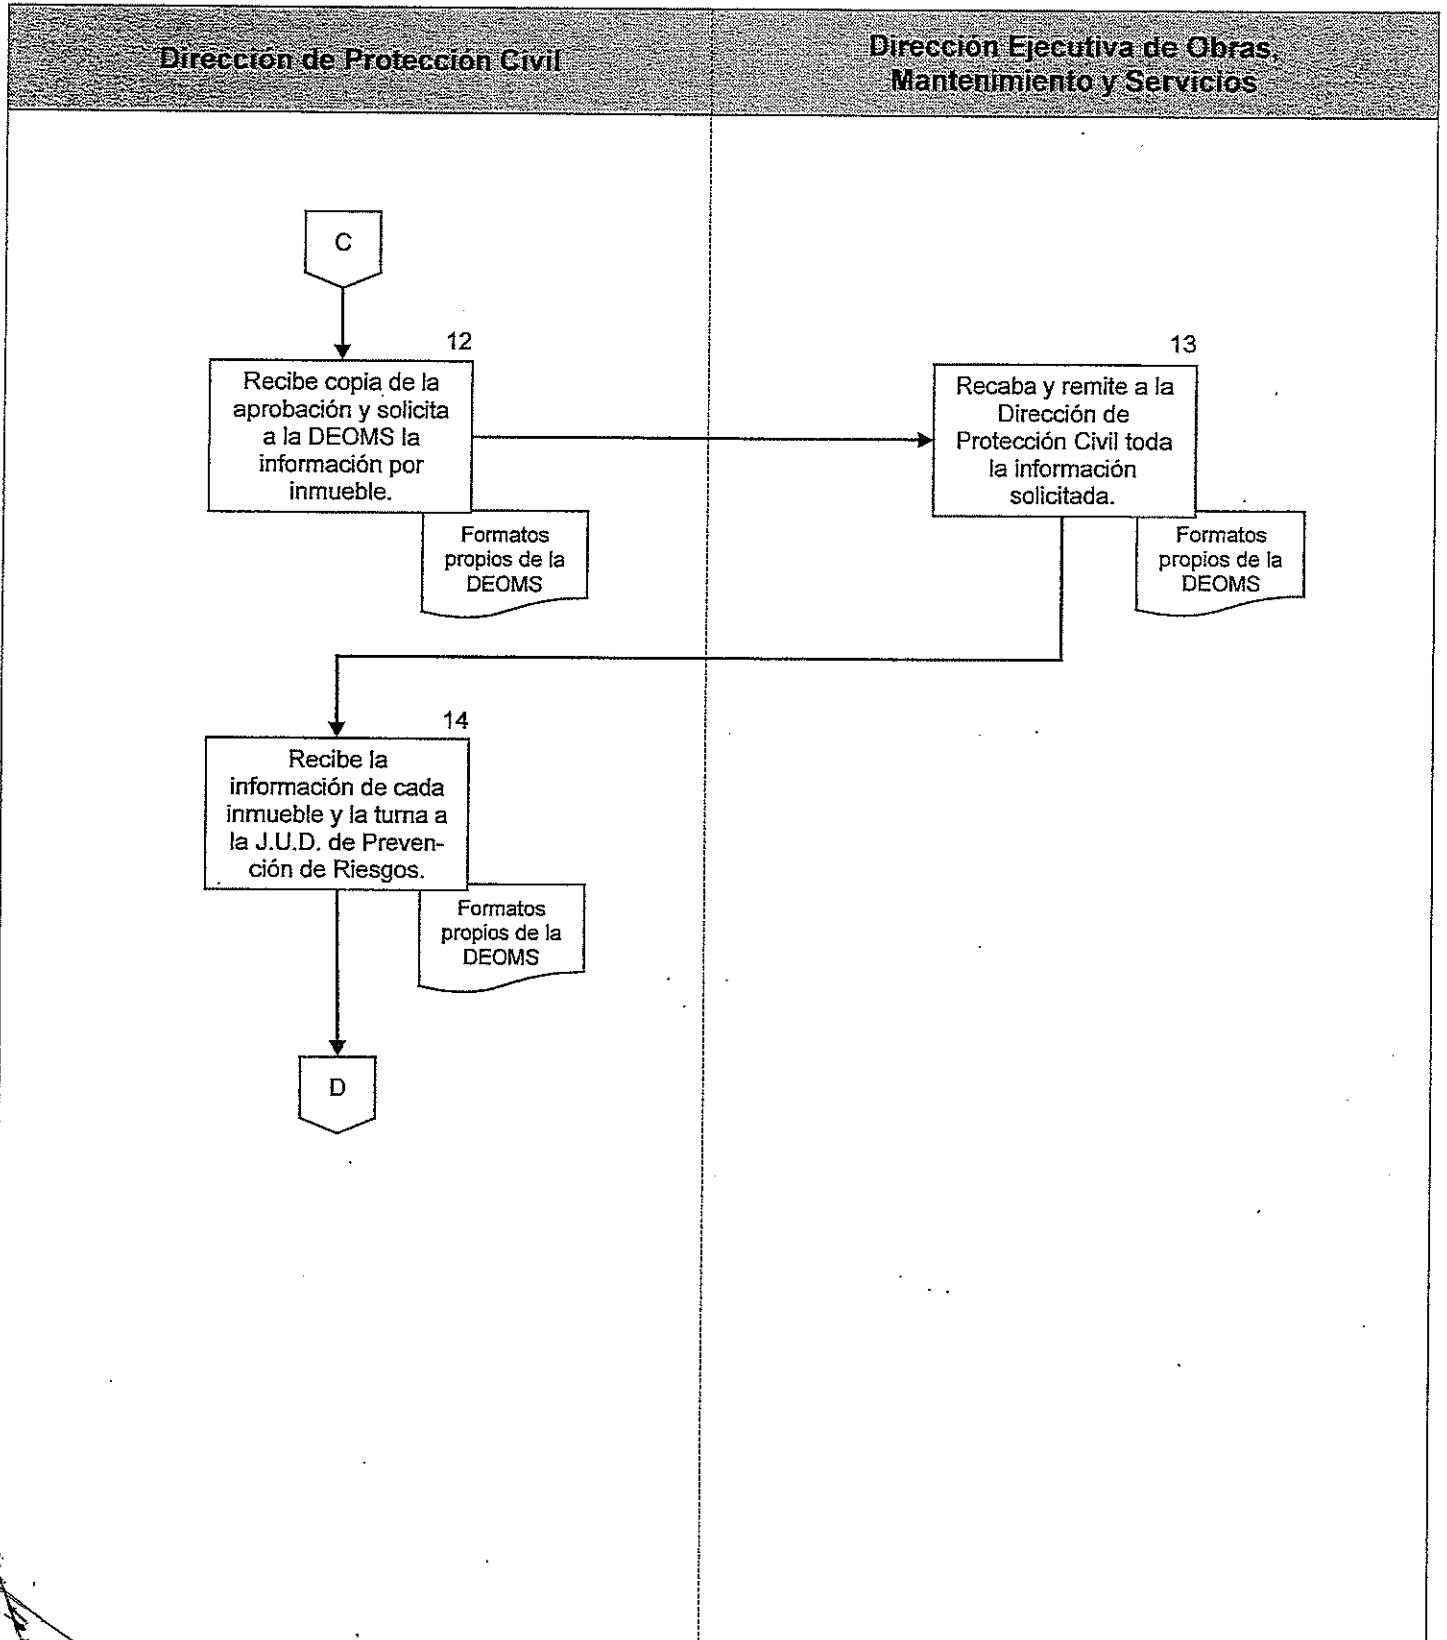 Dirección de Protección Civil
Dirección Ejecutiva de Obras,
Mantenimiento y Servicios
C
12
Recibe copia de la
aprobación y solicita
a la DEOMS la
información por
inmueble.
Formatos
propios de la
DEOMS
13
Recaba y remite a la
Dirección de
Protección Civil toda
la información
solicitada.
Formatos
propios de la
DEOMS
14
Recibe la
información de cada
inmueble y la turna a
la J.U.D. de Preven-
ción de Riesgos.
Formatos
propios de la
DEOMS
D